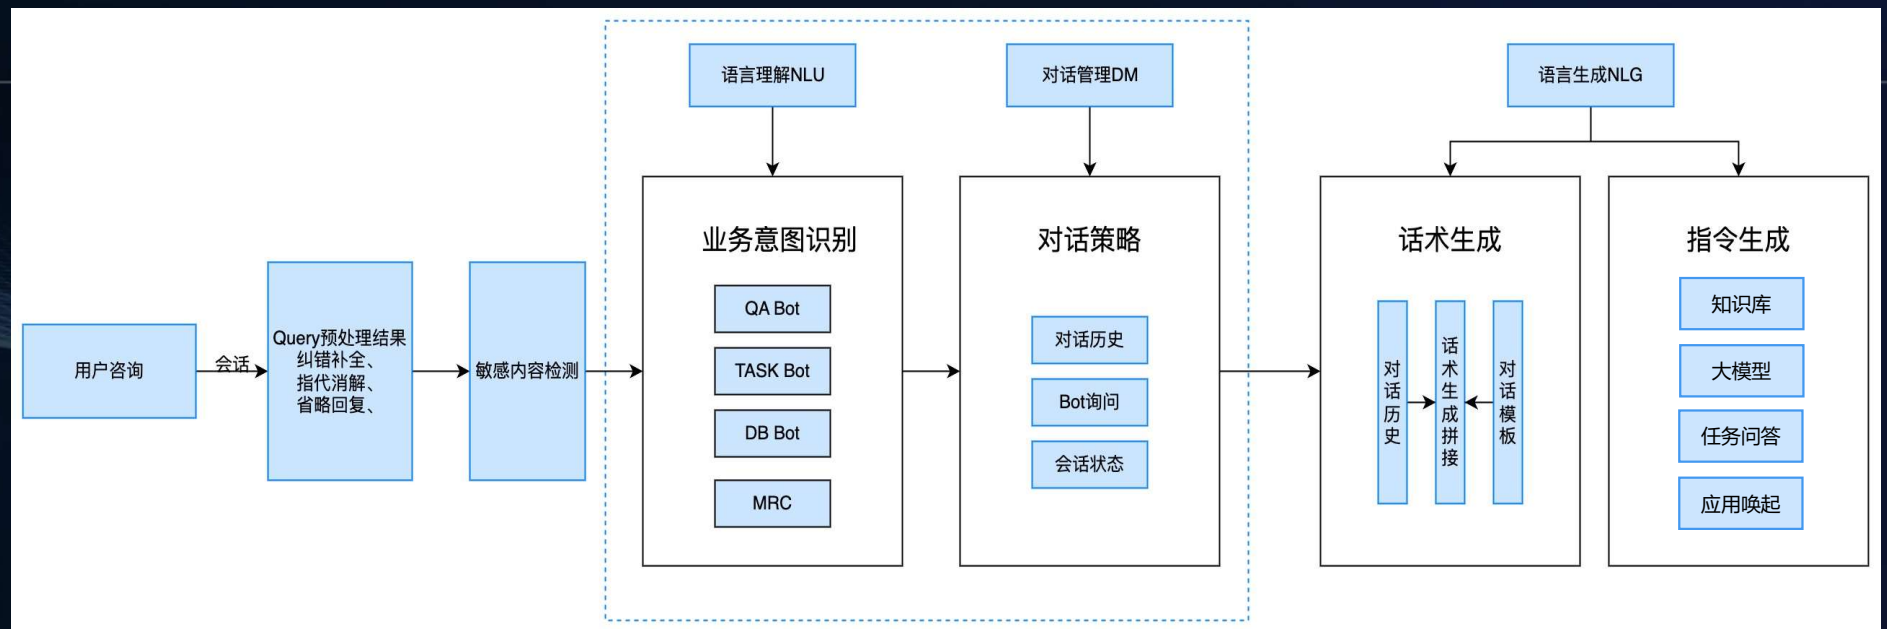 语言理解NLU
对话管理DM
语言生成NLG
用户咨询
会话
Query预处理结果
纠错补全、
指代消解、
省略回复、
敏感内容检测
业务意图识别
QA Bot
TASK Bot
DB Bot
MRC
对话策略
对话历史
Bot询问
会话状态
话术生成
对话历史
话术生成拼接
对话模板
指令生成
知识库
大模型
任务问答
应用唤起